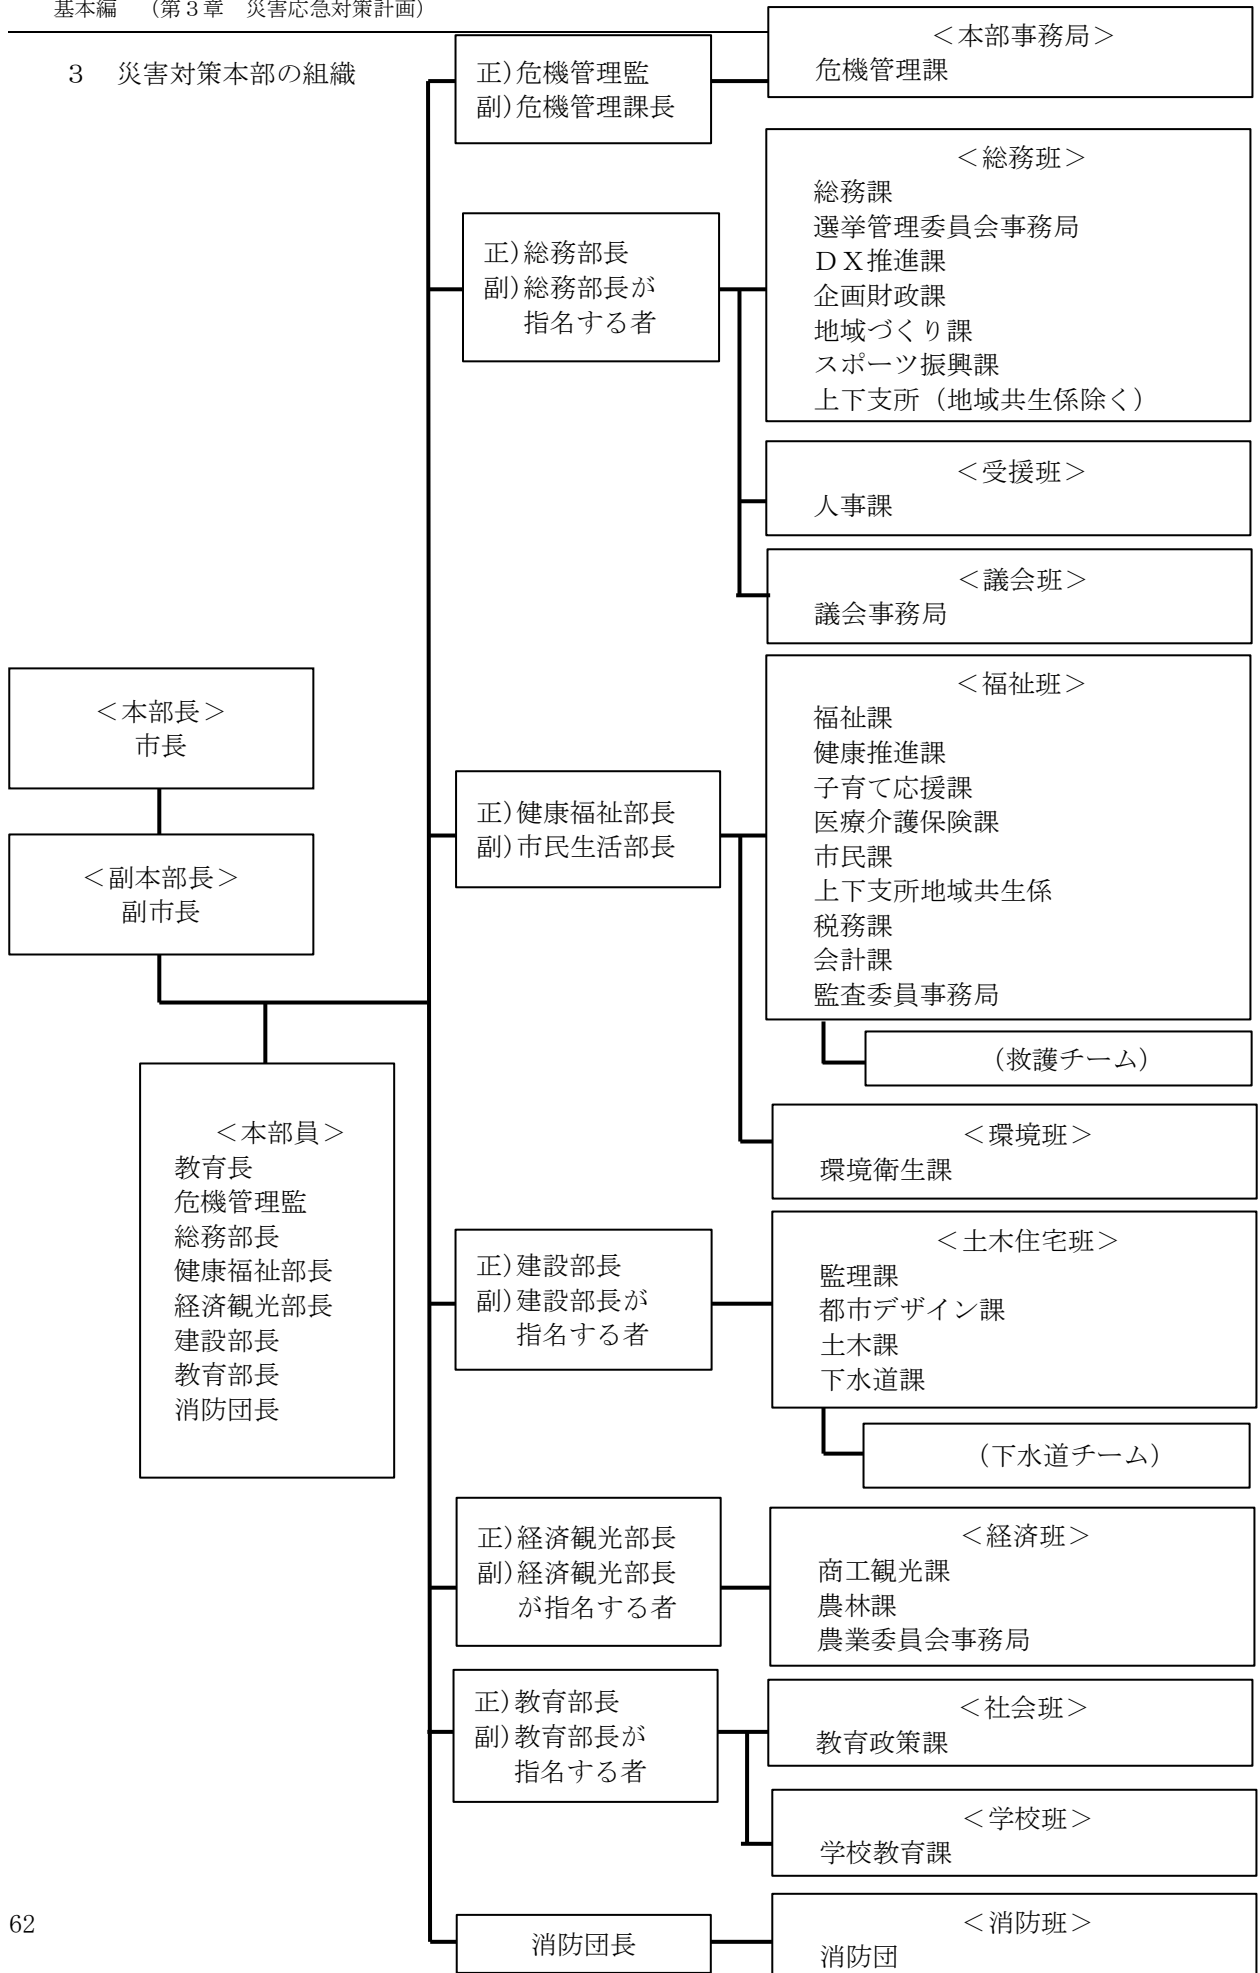 基本編　（第３章　災害応急対策計画）
３　災害対策本部の組織
＜本部長＞
市長
＜副本部長＞
副市長
＜本部員＞
教育長
危機管理監
総務部長
健康福祉部長
経済観光部長
建設部長
教育部長
消防団長
正）危機管理監
副）危機管理課長
＜本部事務局＞
危機管理課
正）総務部長
副）総務部長が
指名する者
＜総務班＞
総務課
選挙管理委員会事務局
ＤＸ推進課
企画財政課
地域づくり課
スポーツ振興課
上下支所（地域共生係除く）
＜受援班＞
人事課
＜議会班＞
議会事務局
正）健康福祉部長
副）市民生活部長
＜福祉班＞
福祉課
健康推進課
子育て応援課
医療介護保険課
市民課
上下支所地域共生係
税務課
会計課
監査委員事務局
（救護チーム）
＜環境班＞
環境衛生課
正）建設部長
副）建設部長が
指名する者
＜土木住宅班＞
監理課
都市デザイン課
土木課
下水道課
（下水道チーム）
正）経済観光部長
副）経済観光部長
が指名する者
＜経済班＞
商工観光課
農林課
農業委員会事務局
正）教育部長
副）教育部長が
指名する者
＜社会班＞
教育政策課
＜学校班＞
学校教育課
消防団長
＜消防班＞
消防団
62